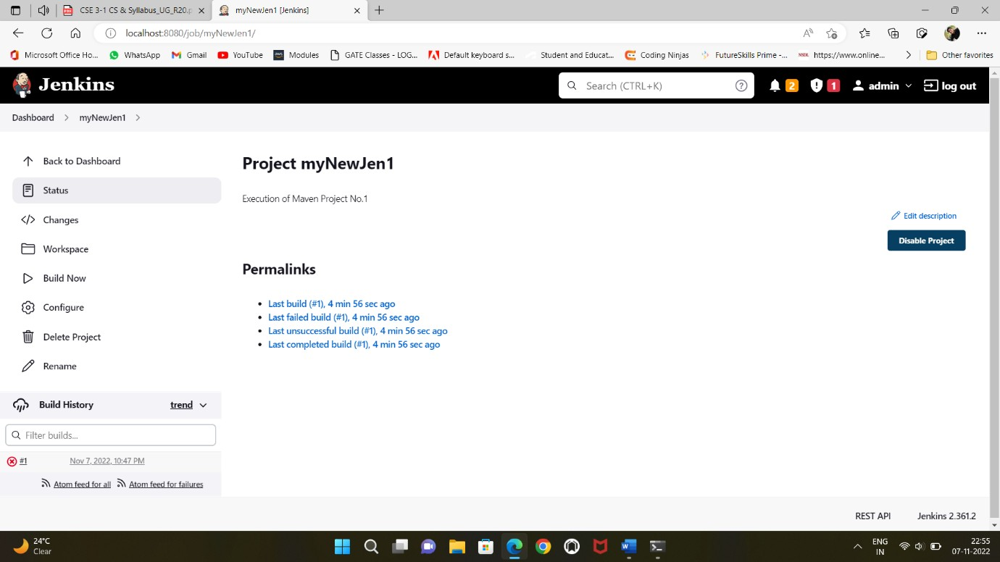 CSE 3-1 CS & Syllabus_UG_R20.p
myNewJen1 [Jenkins]
localhost:8080/job/myNewJen1/
Microsoft Office Ho...
WhatsApp
Gmail
YouTube
Modules
GATE Classes - LOG...
Default keyboard s...
Student and Educat...
Coding Ninjas
FutureSkills Prime -...
https://www.online...
Other favorites
Jenkins
Search (CTRL+K)
2
1
admin
log out
Dashboard
myNewJen1
Back to Dashboard
Status
Changes
Workspace
Build Now
Configure
Delete Project
Rename
Project myNewJen1
Execution of Maven Project No.1
Edit description
Disable Project
Permalinks
Last build (#1), 4 min 56 sec ago
Last failed build (#1), 4 min 56 sec ago
Last unsuccessful build (#1), 4 min 56 sec ago
Last completed build (#1), 4 min 56 sec ago
Build History
trend
Filter builds...
#1
Nov 7, 2022, 10:47 PM
Atom feed for all
Atom feed for failures
REST API
Jenkins 2.361.2
24°C
Clear
ENG
IN
22:55
07-11-2022